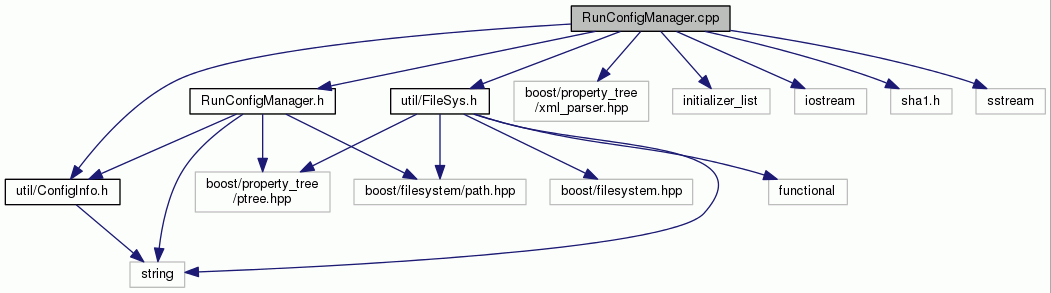 RunConfigManager.cpp
RunConfigManager.h
util/FileSys.h
boost/property_tree
/xml_parser.hpp
initializer_list
iostream
sha1.h
sstream
util/ConfigInfo.h
boost/property_tree
/ptree.hpp
boost/filesystem/path.hpp
boost/filesystem.hpp
functional
string